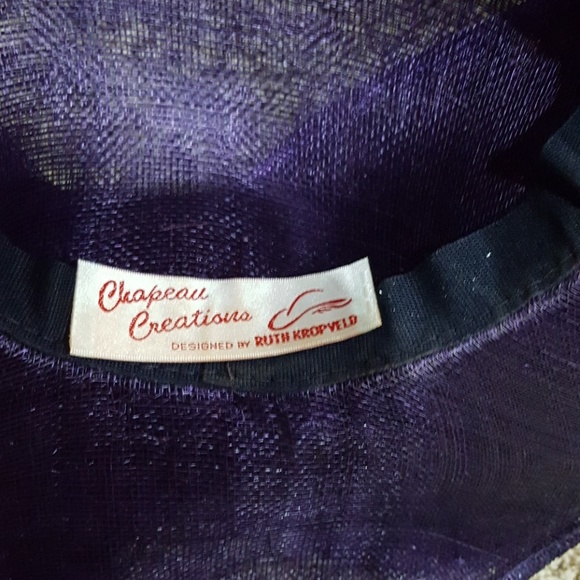 Chapeau
Creations
DESIGNED BY RUTH KROPVELD